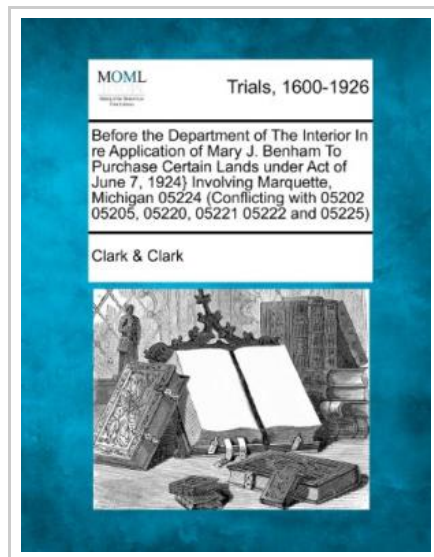 MOML
Trials, 1600-1926
Before the Department of The Interior In
re Application of Mary J. Benham To
Purchase Certain Lands under Act of
June 7, 1924} Involving Marquette,
Michigan 05224 (Conflicting with 05202
05205, 05220, 05221 05222 and 05225)
Clark & Clark